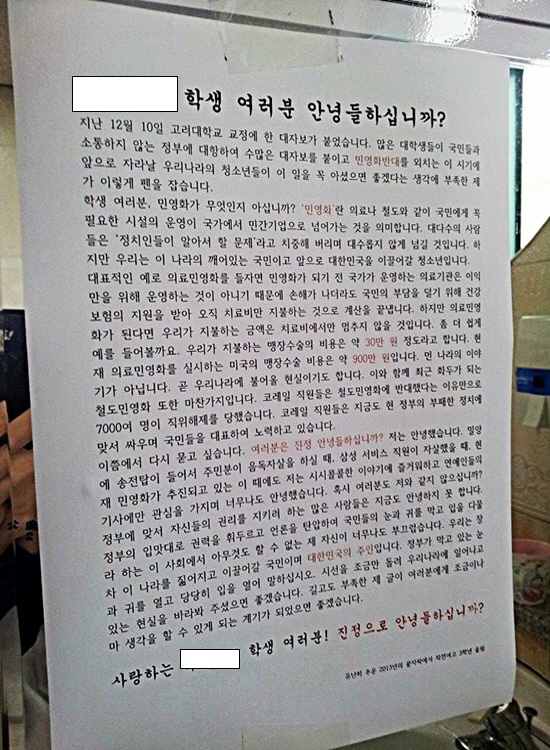 학생 여러분 안녕들하십니까?
지난 12월 10일 고려대학교 교정에 한 대자보가 붙었습니다. 많은 대학생들이 국민들과
소통하지 않는 정부에 대항하여 수많은 대자보를 붙이고 민영화반대를 외치는 이 시기에
앞으로 자라날 우리나라의 청소년들이 이 일을 꼭 아셨으면 좋겠다는 생각에 부족한 제
가 이렇게 펜을 잡습니다.
학생 여러분, 민영화가 무엇인지 아십니까? '민영화'란 의료나 철도와 같이 국민에게 꼭
필요한 시설의 운영이 국가에서 민간기업으로 넘어가는 것을 의미합니다. 대다수의 사람
들은 '정치인들이 알아서 할 문제'라고 치중해 버리며 대수롭지 않게 넘길 것입니다. 하
지만 우리는 이 나라의 깨어있는 국민이고 앞으로 대한민국을 이끌어갈 청소년입니다.
대표적인 예로 의료민영화를 들자면 민영화가 되기 전 국가가 운영하는 의료기관은 이익
만을 위해 운영하는 것이 아니기 때문에 손해가 나더라도 국민의 부담을 덜기 위해 건강
보험의 지원을 받아 오직 치료비만 지불하는 것으로 계산을 끝냅니다. 하지만 의료민영
화가 된다면 우리가 지불하는 금액은 치료비에서만 멈추지 않을 것입니다. 좀 더 쉽게
예를 들어볼까요. 우리가 지불하는 맹장수술의 비용은 약 30만 원 정도라고 합니다. 현
재 의료민영화를 실시하는 미국의 맹장수술 비용은 약 900만 원입니다. 먼 나라의 이야
기가 아닙니다. 곧 우리나라에 불어올 현실이기도 합니다. 이와 함께 최근 화두가 되는
철도민영화 또한 마찬가지입니다. 코레일 직원들은 철도민영화에 반대했다는 이유만으로
7000여 명이 직위해제를 당했습니다. 코레일 직원들은 지금도 현 정부의 부패한 정치에
맞서 싸우며 국민들을 대표하여 노력하고 있습니다.
이쯤에서 다시 묻고 싶습니다. 여러분은 진정 안녕들하십니까? 저는 안녕했습니다. 밀양
에 송전탑이 들어서 주민분이 음독자살을 하실 때, 삼성 서비스 직원이 자살했을 때, 현
재 민영화가 추진되고 있는 이 때에도 저는 시시콜콜한 이야기에 즐거워하고 연예인들의
기사에만 관심을 가지며 너무나도 안녕했습니다. 혹시 여러분도 저와 같지 않으십니까?
정부에 맞서 자신들의 권리를 지키려 하는 많은 사람들은 지금도 안녕하지 못 합니다.
정부의 입맛대로 권력을 휘두르고 언론을 탄압하여 국민들의 눈과 귀를 막고 입을 다물
라 하는 이 사회에서 아무것도 할 수 없는 제 자신이 너무나도 부끄럽습니다. 우리는 장
차 이 나라를 짊어지고 이끌어갈 국민이며 대한민국의 주인입니다. 정부가 막고 있는 눈
과 귀를 열고 당당히 입을 열어 말하십시오. 시선을 조금만 돌려 우리나라에 일어나고
있는 현실을 바라봐 주셨으면 좋겠습니다. 길고도 부족한 제 글이 여러분에게 조금이나
마 생각을 할 수 있게 되는 계기가 되었으면 좋겠습니다.
사랑하는 학생 여러분! 진정으로 안녕들하십니까?
유난히 추운 2013년의 끝자락에서 작전여고 3학년 올림